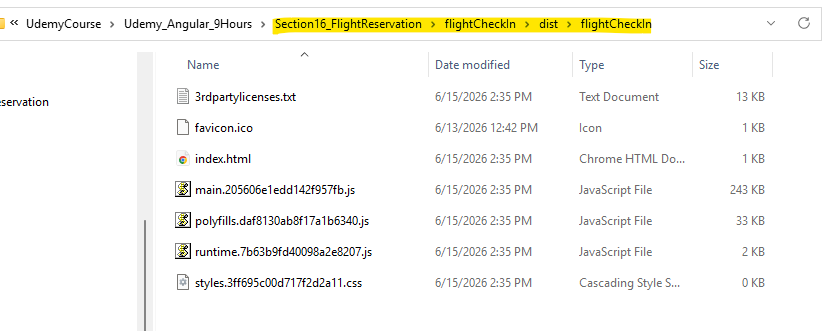 « UdemyCourse > Udemy_Angular_9Hours > Section16_FlightReservation > flightCheckIn > dist > flightCheckIn
Name Date modified Type Size
eservation
3rdpartylicenses.txt 6/15/2026 2:35 PM Text Document 13 KB
favicon.ico 6/13/2026 12:42 PM Icon 1 KB
index.html 6/15/2026 2:35 PM Chrome HTML Do... 1 KB
main.205606e1edd142f957fb.js 6/15/2026 2:35 PM JavaScript File 243 KB
polyfills.daf8130ab8f17a1b6340.js 6/15/2026 2:35 PM JavaScript File 33 KB
runtime.7b63b9fd40098a2e8207.js 6/15/2026 2:35 PM JavaScript File 2 KB
styles.3ff695c00d717f2d2a11.css 6/15/2026 2:35 PM Cascading Style S... 0 KB